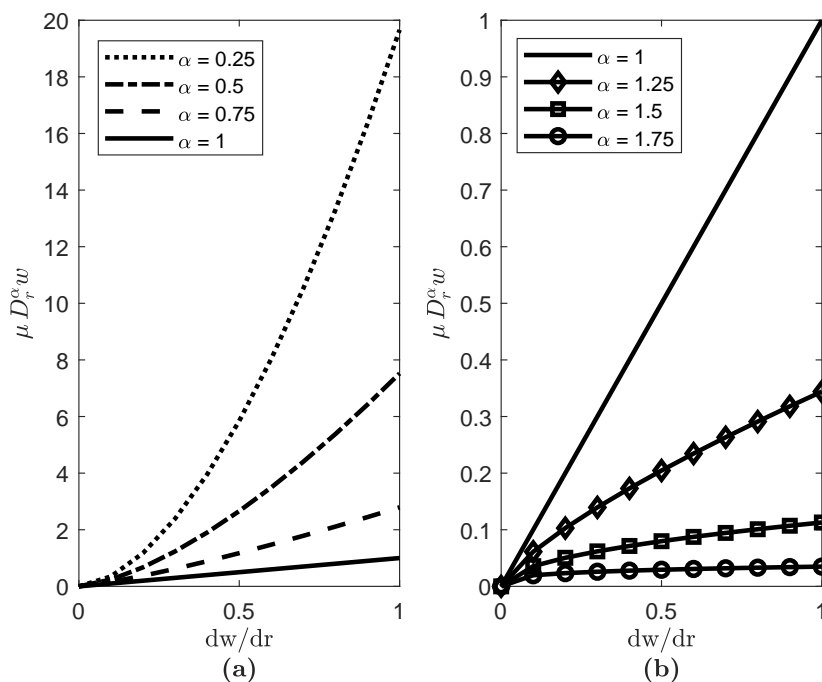 20
18
16
14
12
10
8
6
4
2
0
μ D_r^α w
α = 0.25
α = 0.5
α = 0.75
α = 1
0
0.5
1
dw/dr
(a)
1
0.9
0.8
0.7
0.6
0.5
0.4
0.3
0.2
0.1
0
μ D_r^α w
α = 1
α = 1.25
α = 1.5
α = 1.75
0
0.5
1
dw/dr
(b)